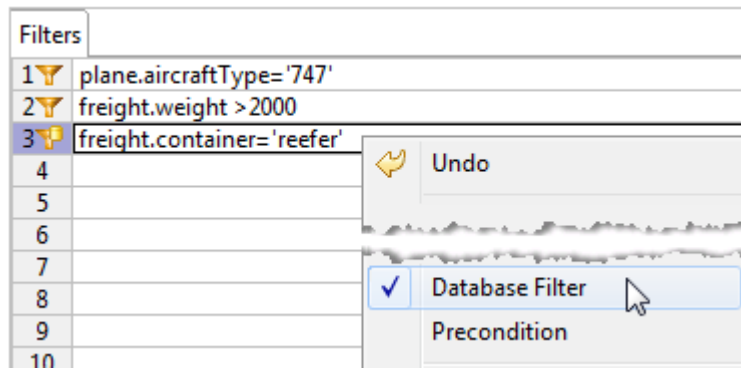 Filters
1 plane.aircraftType='747'
2 freight.weight >2000
3 freight.container='reefer'
Undo
4
5
6
7
Database Filter
8
9
Precondition
10